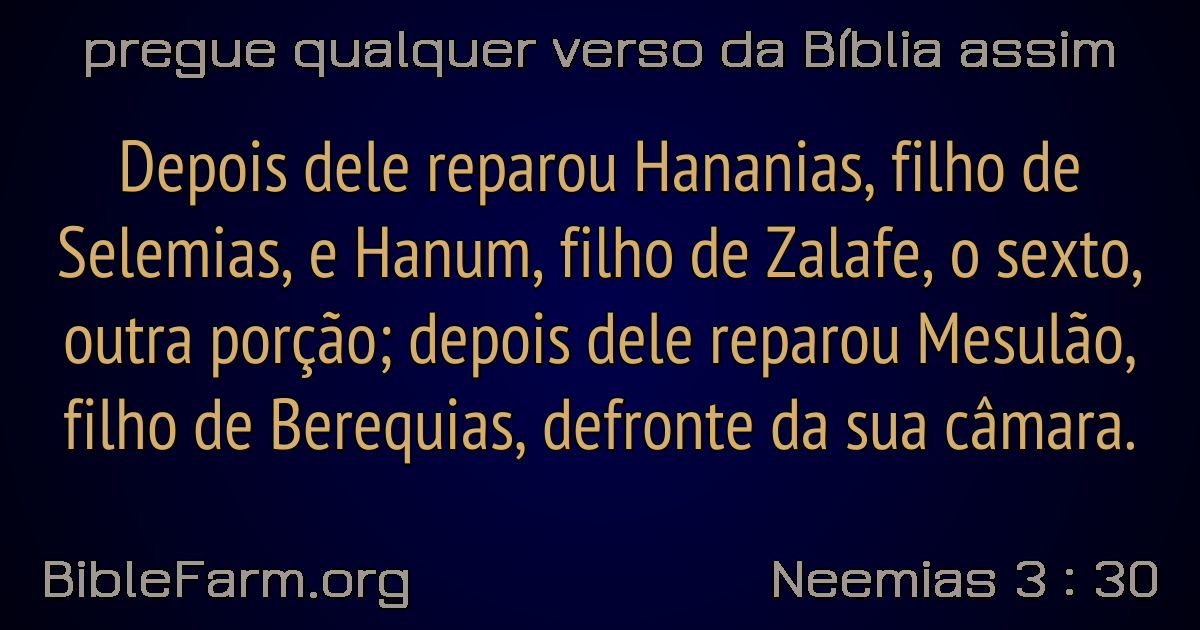 pregue qualquer verso da Bíblia assim
Depois dele reparou Hananias, filho de
Selemias, e Hanum, filho de Zalafe, o sexto,
outra porção; depois dele reparou Mesulão,
filho de Berequias, defronte da sua câmara.
BibleFarm.org
Neemias 3 : 30